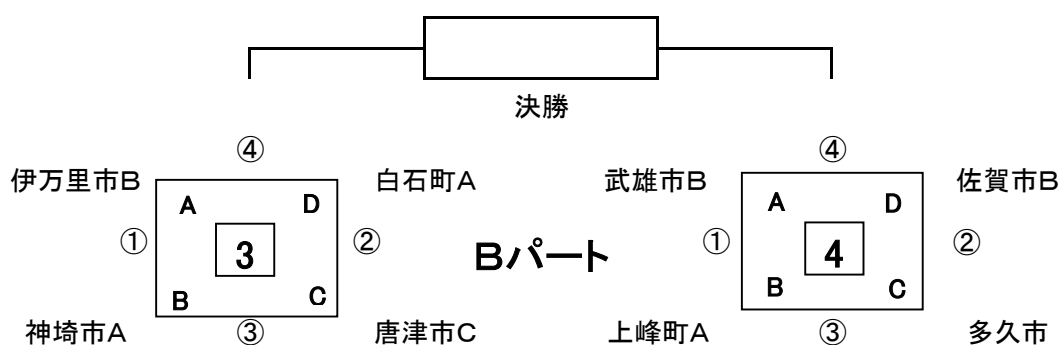 決勝
④ ④
伊万里市B 白石町A 武雄市B 佐賀市B
A D A D
① 3 ② Bパート ① 4 ②
B C B C
神埼市A ③ 唐津市C 上峰町A ③ 多久市